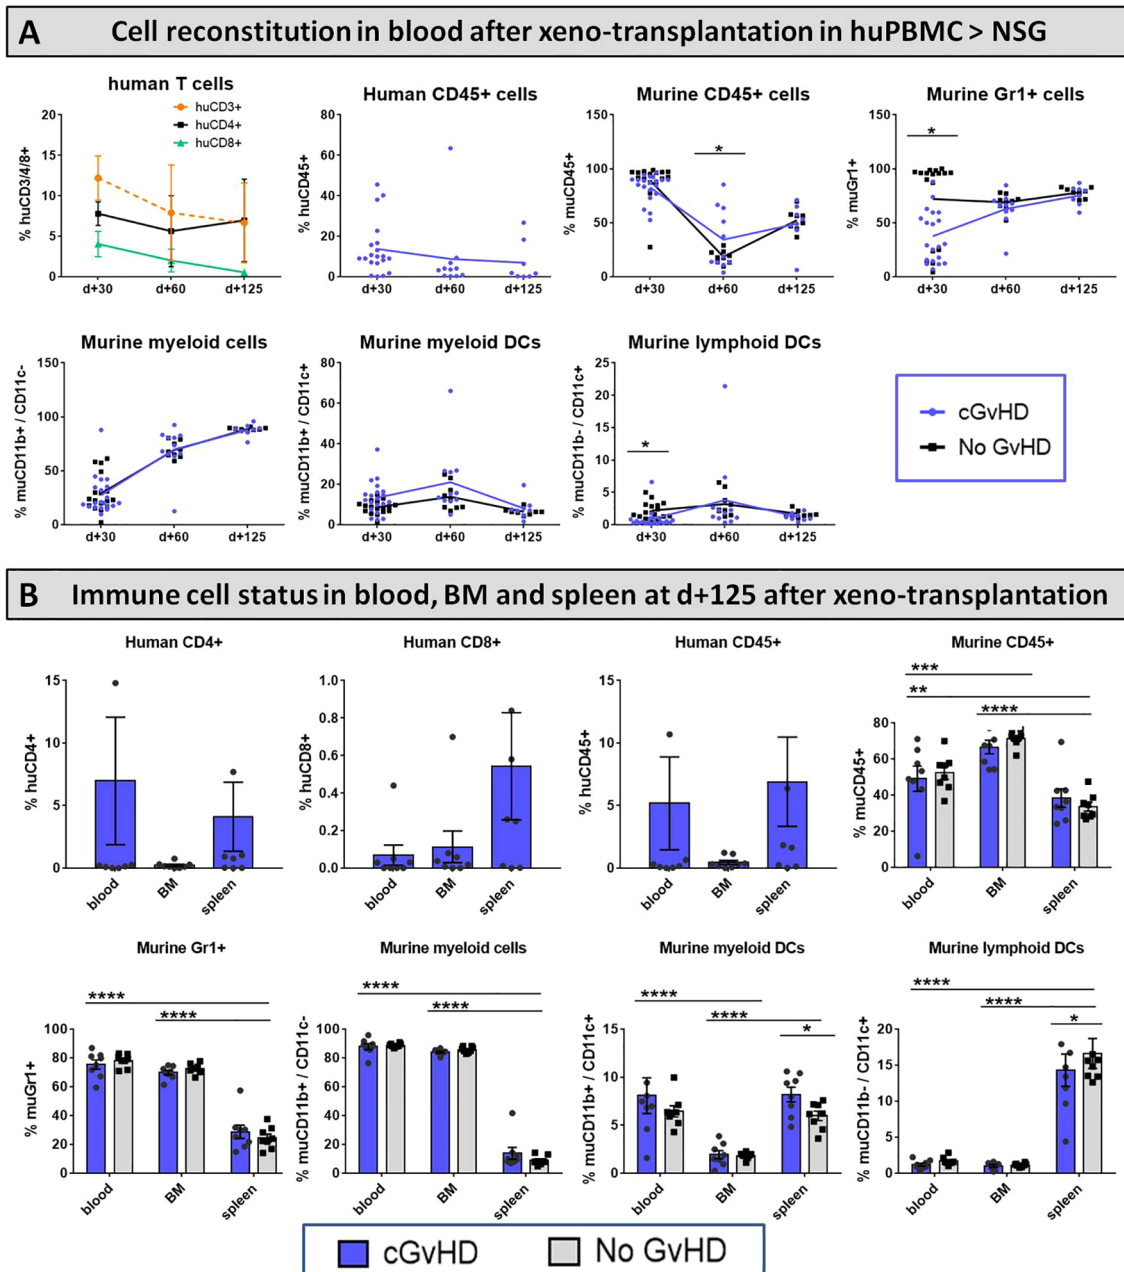 A Cell reconstitution in blood after xeno-transplantation in huPBMC > NSG
human T cells
huCD3+
huCD4+
huCD8+
% huCD3/4/8+
20
15
10
5
0
d+30 d+60 d+125
Human CD45+ cells
% huCD45+
80
60
40
20
0
d+30 d+60 d+125
Murine CD45+ cells
% muCD45+
150
100
50
0
*
d+30 d+60 d+125
Murine Gr1+ cells
% muGr1+
150
100
50
0
*
d+30 d+60 d+125
Murine myeloid cells
% muCD11b+ / CD11c-
150
100
50
0
d+30 d+60 d+125
Murine myeloid DCs
% muCD11b+ / CD11c+
80
60
40
20
0
d+30 d+60 d+125
Murine lymphoid DCs
% muCD11b- / CD11c+
25
20
15
10
5
0
*
d+30 d+60 d+125
cGvHD
No GvHD
B Immune cell status in blood, BM and spleen at d+125 after xeno-transplantation
Human CD4+
% huCD4+
15
10
5
0
blood BM spleen
Human CD8+
% huCD8+
1.0
0.8
0.6
0.4
0.2
0.0
blood BM spleen
Human CD45+
% huCD45+
15
10
5
0
blood BM spleen
Murine CD45+
***
**
****
% muCD45+
80
60
40
20
0
blood BM spleen
Murine Gr1+
****
****
% muGr1+
100
80
60
40
20
0
blood BM spleen
Murine myeloid cells
****
****
% muCD11b+ / CD11c-
100
80
60
40
20
0
blood BM spleen
Murine myeloid DCs
****
****
*
% muCD11b+ / CD11c+
15
10
5
0
blood BM spleen
Murine lymphoid DCs
****
****
*
% muCD11b- / CD11c+
20
15
10
5
0
blood BM spleen
cGvHD No GvHD